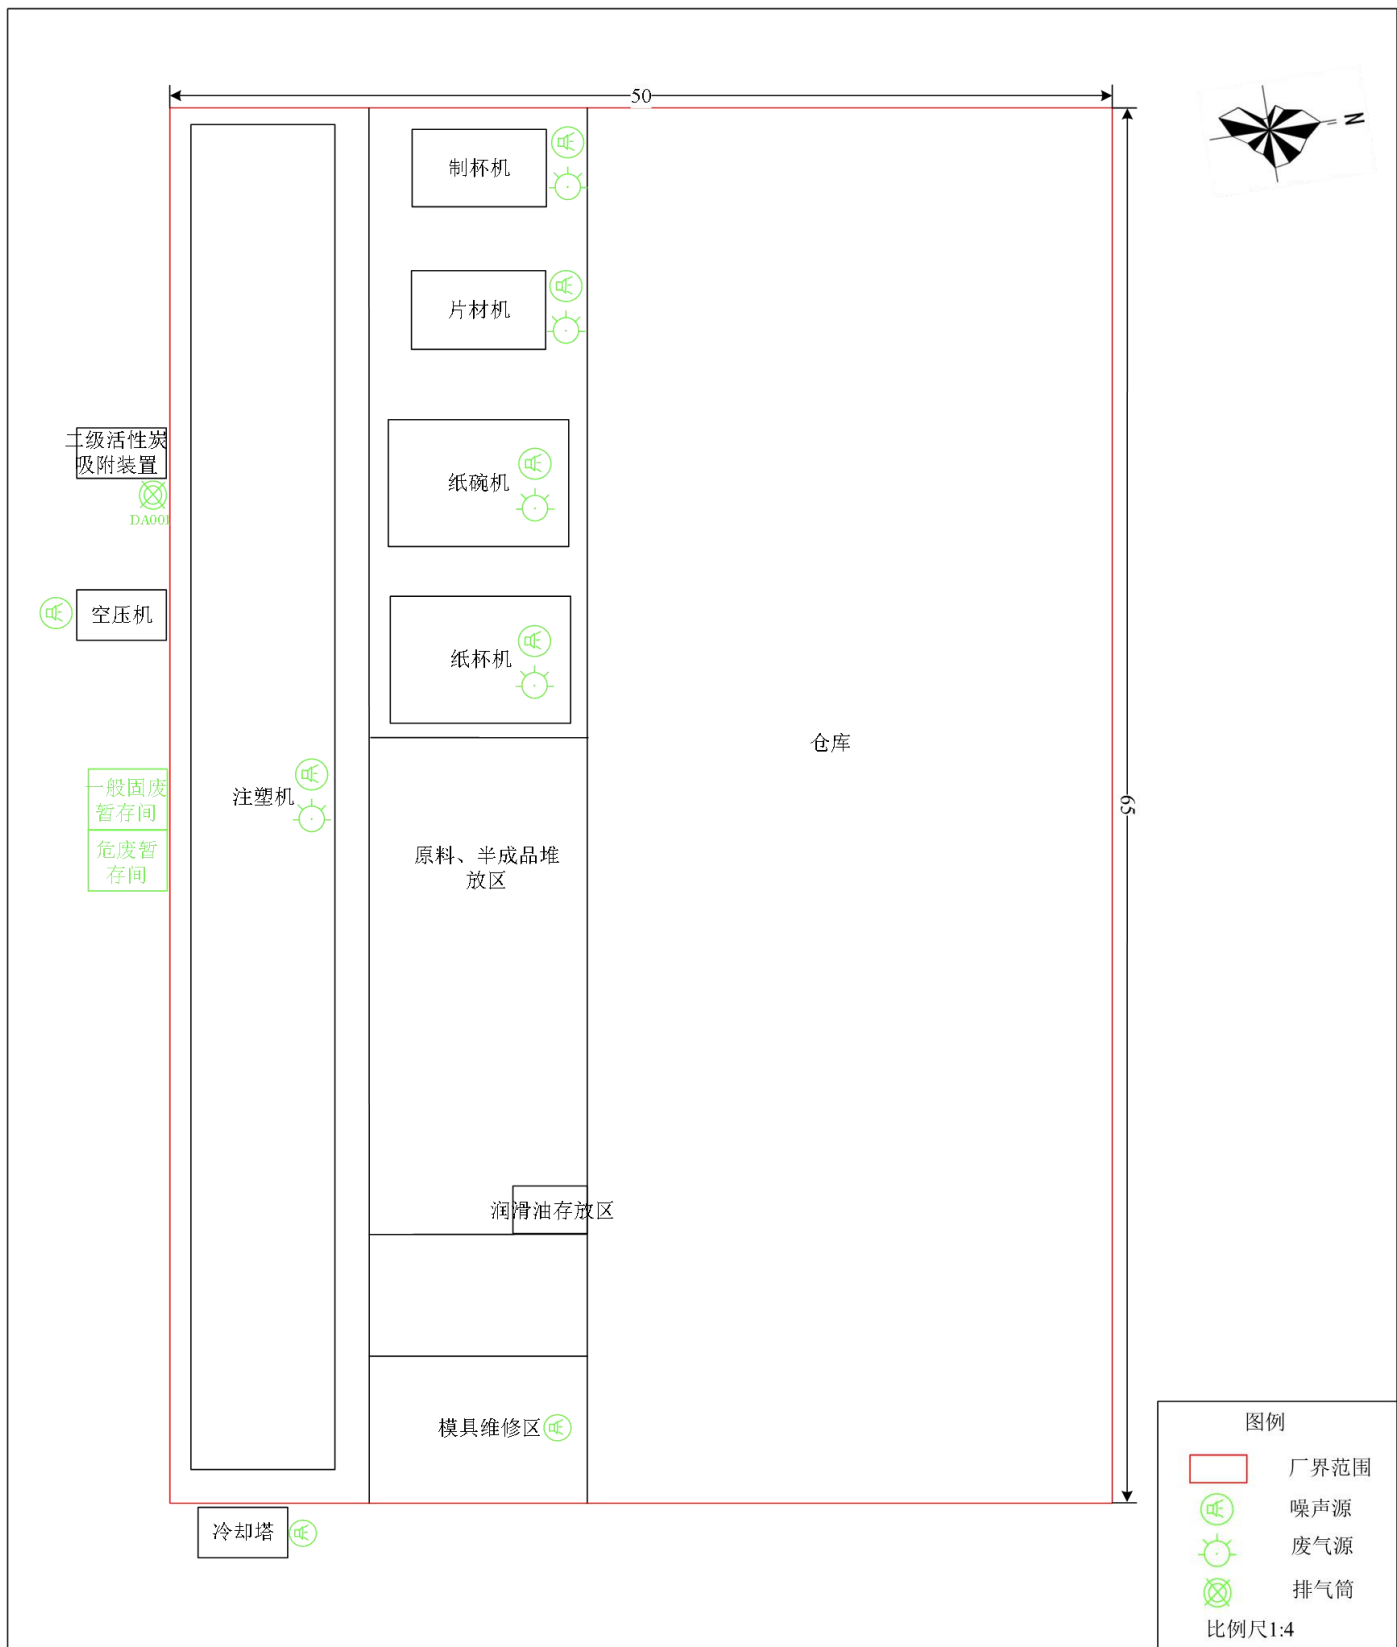 50
N
制杯机
片材机
二级活性炭
吸附装置
DA001
纸碗机
空压机
纸杯机
仓库
65
一般固废
暂存间
危废暂
存间
注塑机
原料、半成品堆
放区
润滑油存放区
模具维修区
冷却塔
图例
厂界范围
噪声源
废气源
排气筒
比例尺1:4